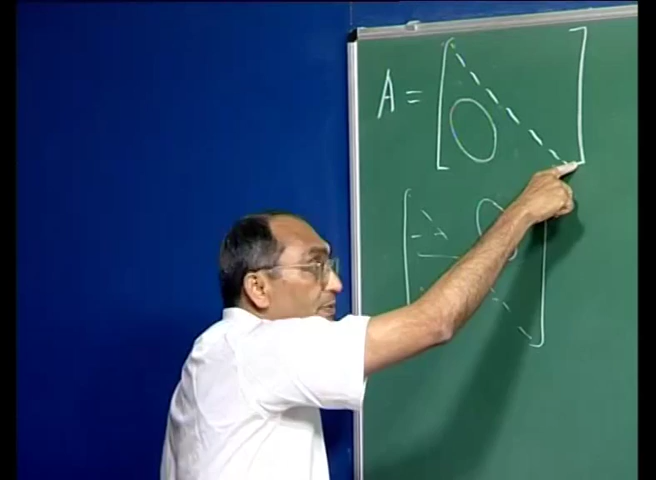 A = [ 0 ]
[ 0 ]